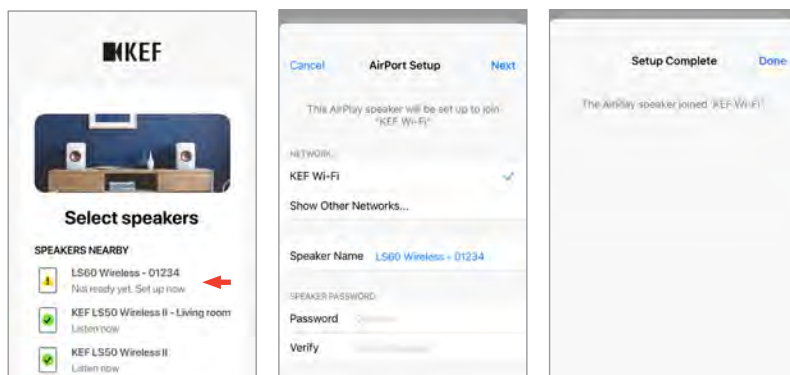 KEF
Select speakers
SPEAKERS NEARBY
LS60 Wireless - 01234
Not ready yet. Set up now
KEF LS50 Wireless II - Living room
Listen now
KEF LS50 Wireless II
Listen now
Cancel AirPort Setup Next
This AirPlay speaker will be set up to join
"KEF Wi-Fi"
NETWORK
KEF Wi-Fi
Show Other Networks...
Speaker Name LS60 Wireless - 01234
SPEAKER PASSWORD
Password
Verify
Setup Complete Done
The AirPlay speaker joined "KEF Wi-Fi"